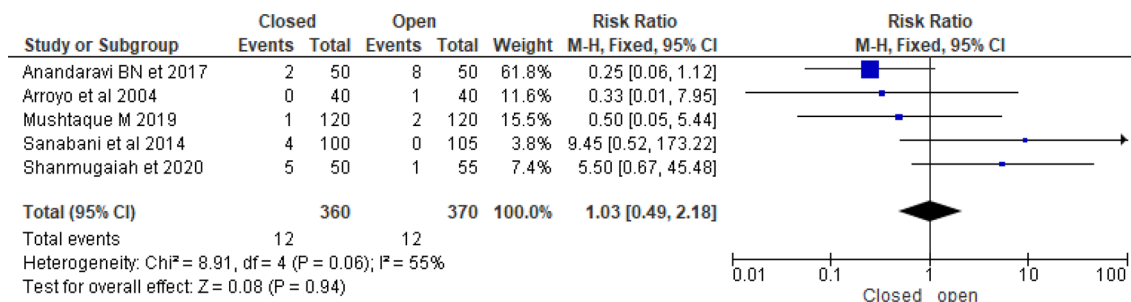 Closed Open Risk Ratio Risk Ratio
Study or Subgroup Events Total Events Total Weight M-H, Fixed, 95% CI M-H, Fixed, 95% CI
Anandaravi BN et 2017 2 50 8 50 61.8% 0.25 [0.06, 1.12]
Arroyo et al 2004 0 40 1 40 11.6% 0.33 [0.01, 7.95]
Mushtaque M 2019 1 120 2 120 15.5% 0.50 [0.05, 5.44]
Sanabani et al 2014 4 100 0 105 3.8% 9.45 [0.52, 173.22]
Shanmugaiah et 2020 5 50 1 55 7.4% 5.50 [0.67, 45.48]
Total (95% CI) 360 370 100.0% 1.03 [0.49, 2.18]
Total events 12 12
Heterogeneity: Chi² = 8.91, df = 4 (P = 0.06); I² = 55%
Test for overall effect: Z = 0.08 (P = 0.94)
0.01 0.1 1 10 100
Closed open